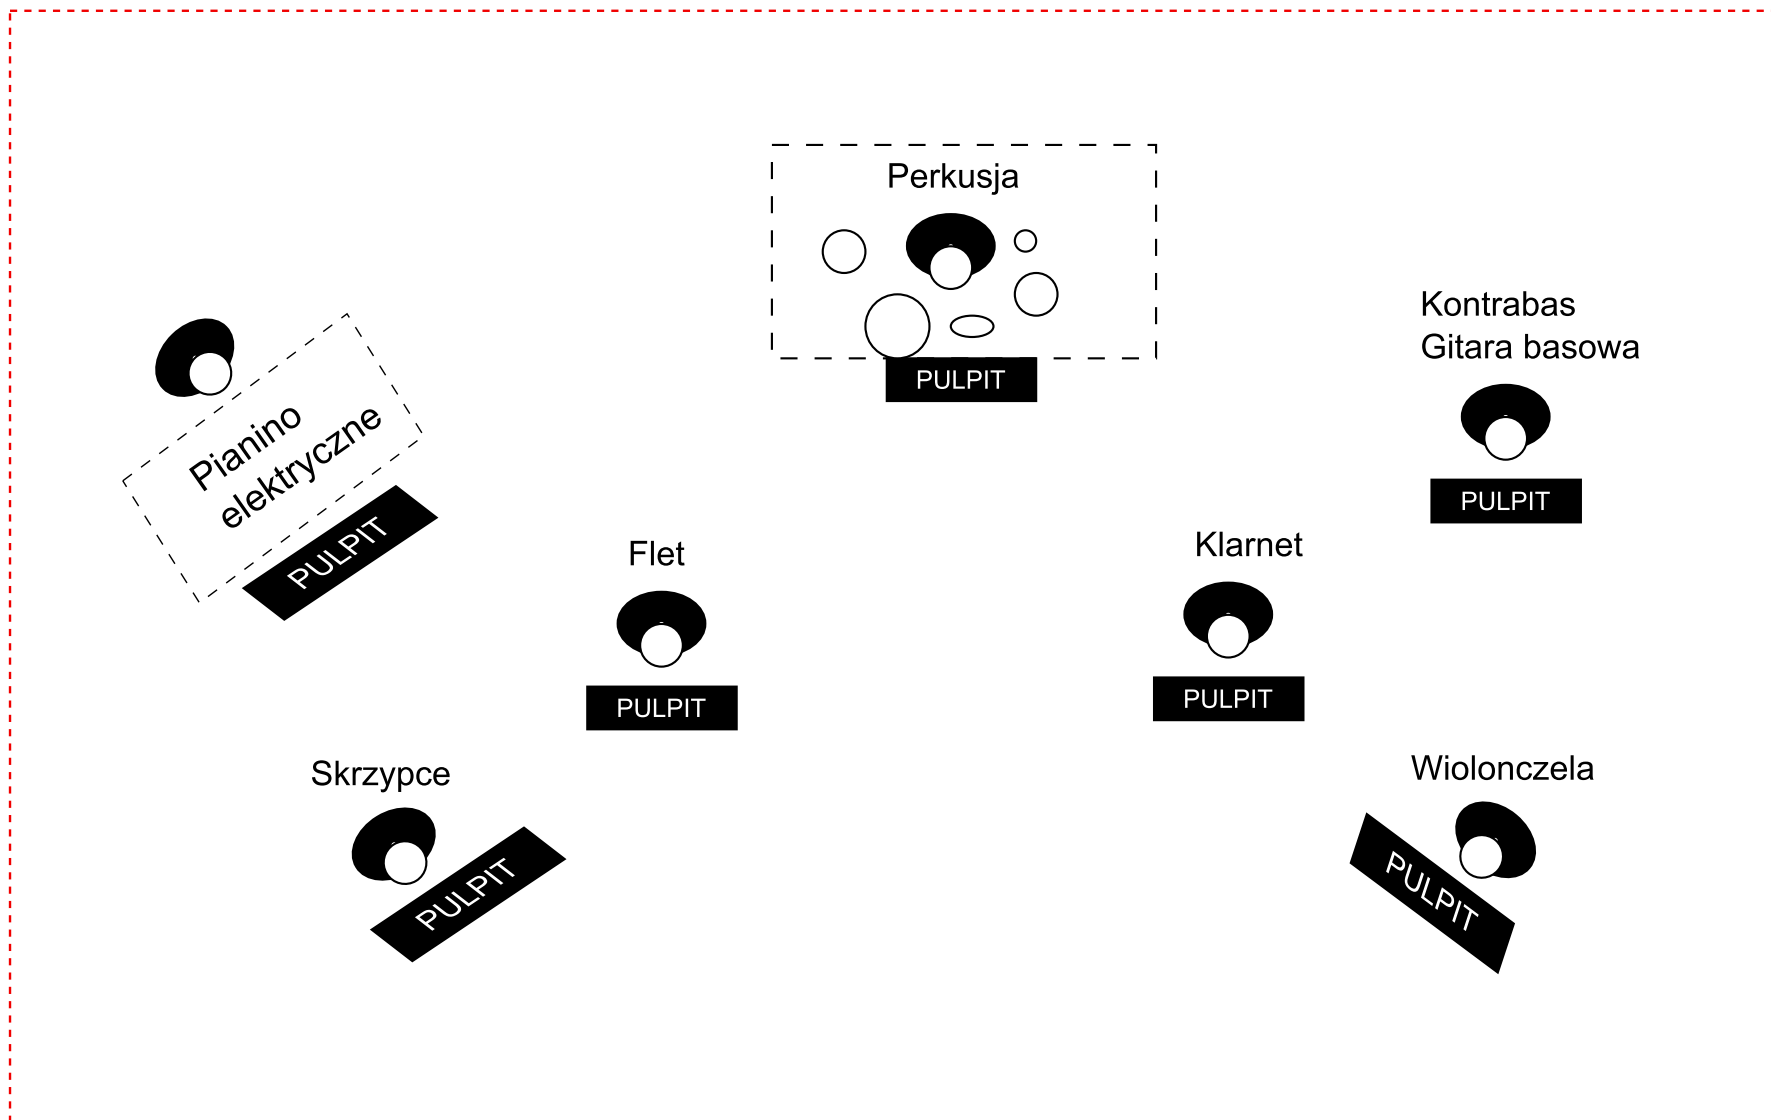 Perkusja
PULPIT
Kontrabas
Gitara basowa
PULPIT
Pianino
elektryczne
PULPIT
Flet
PULPIT
Klarnet
PULPIT
Skrzypce
PULPIT
Wiolonczela
PULPIT